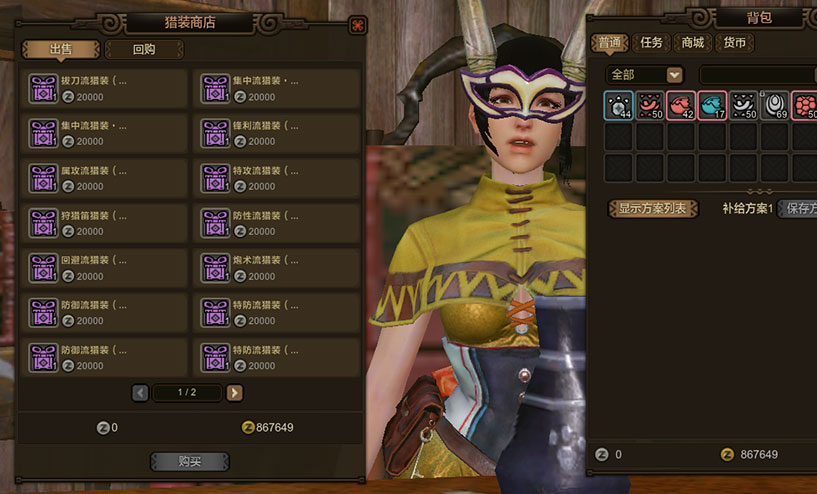 猎装商店
出售 回购
拔刀流猎装（...
20000
集中流猎装·...
20000
集中流猎装·...
20000
锋利流猎装（...
20000
属攻流猎装（...
20000
特攻流猎装（...
20000
狩猎笛猎装（...
20000
防性流猎装（...
20000
回避流猎装（...
20000
炮术流猎装（...
20000
防御流猎装（...
20000
特防流猎装（...
20000
防御流猎装（...
20000
特防流猎装（...
20000
1 / 2
0 867649
购买
背包
普通 任务 商城 货币
全部
44 50 42 17 50 69 50
显示方案列表 补给方案1 保存方
0 867649